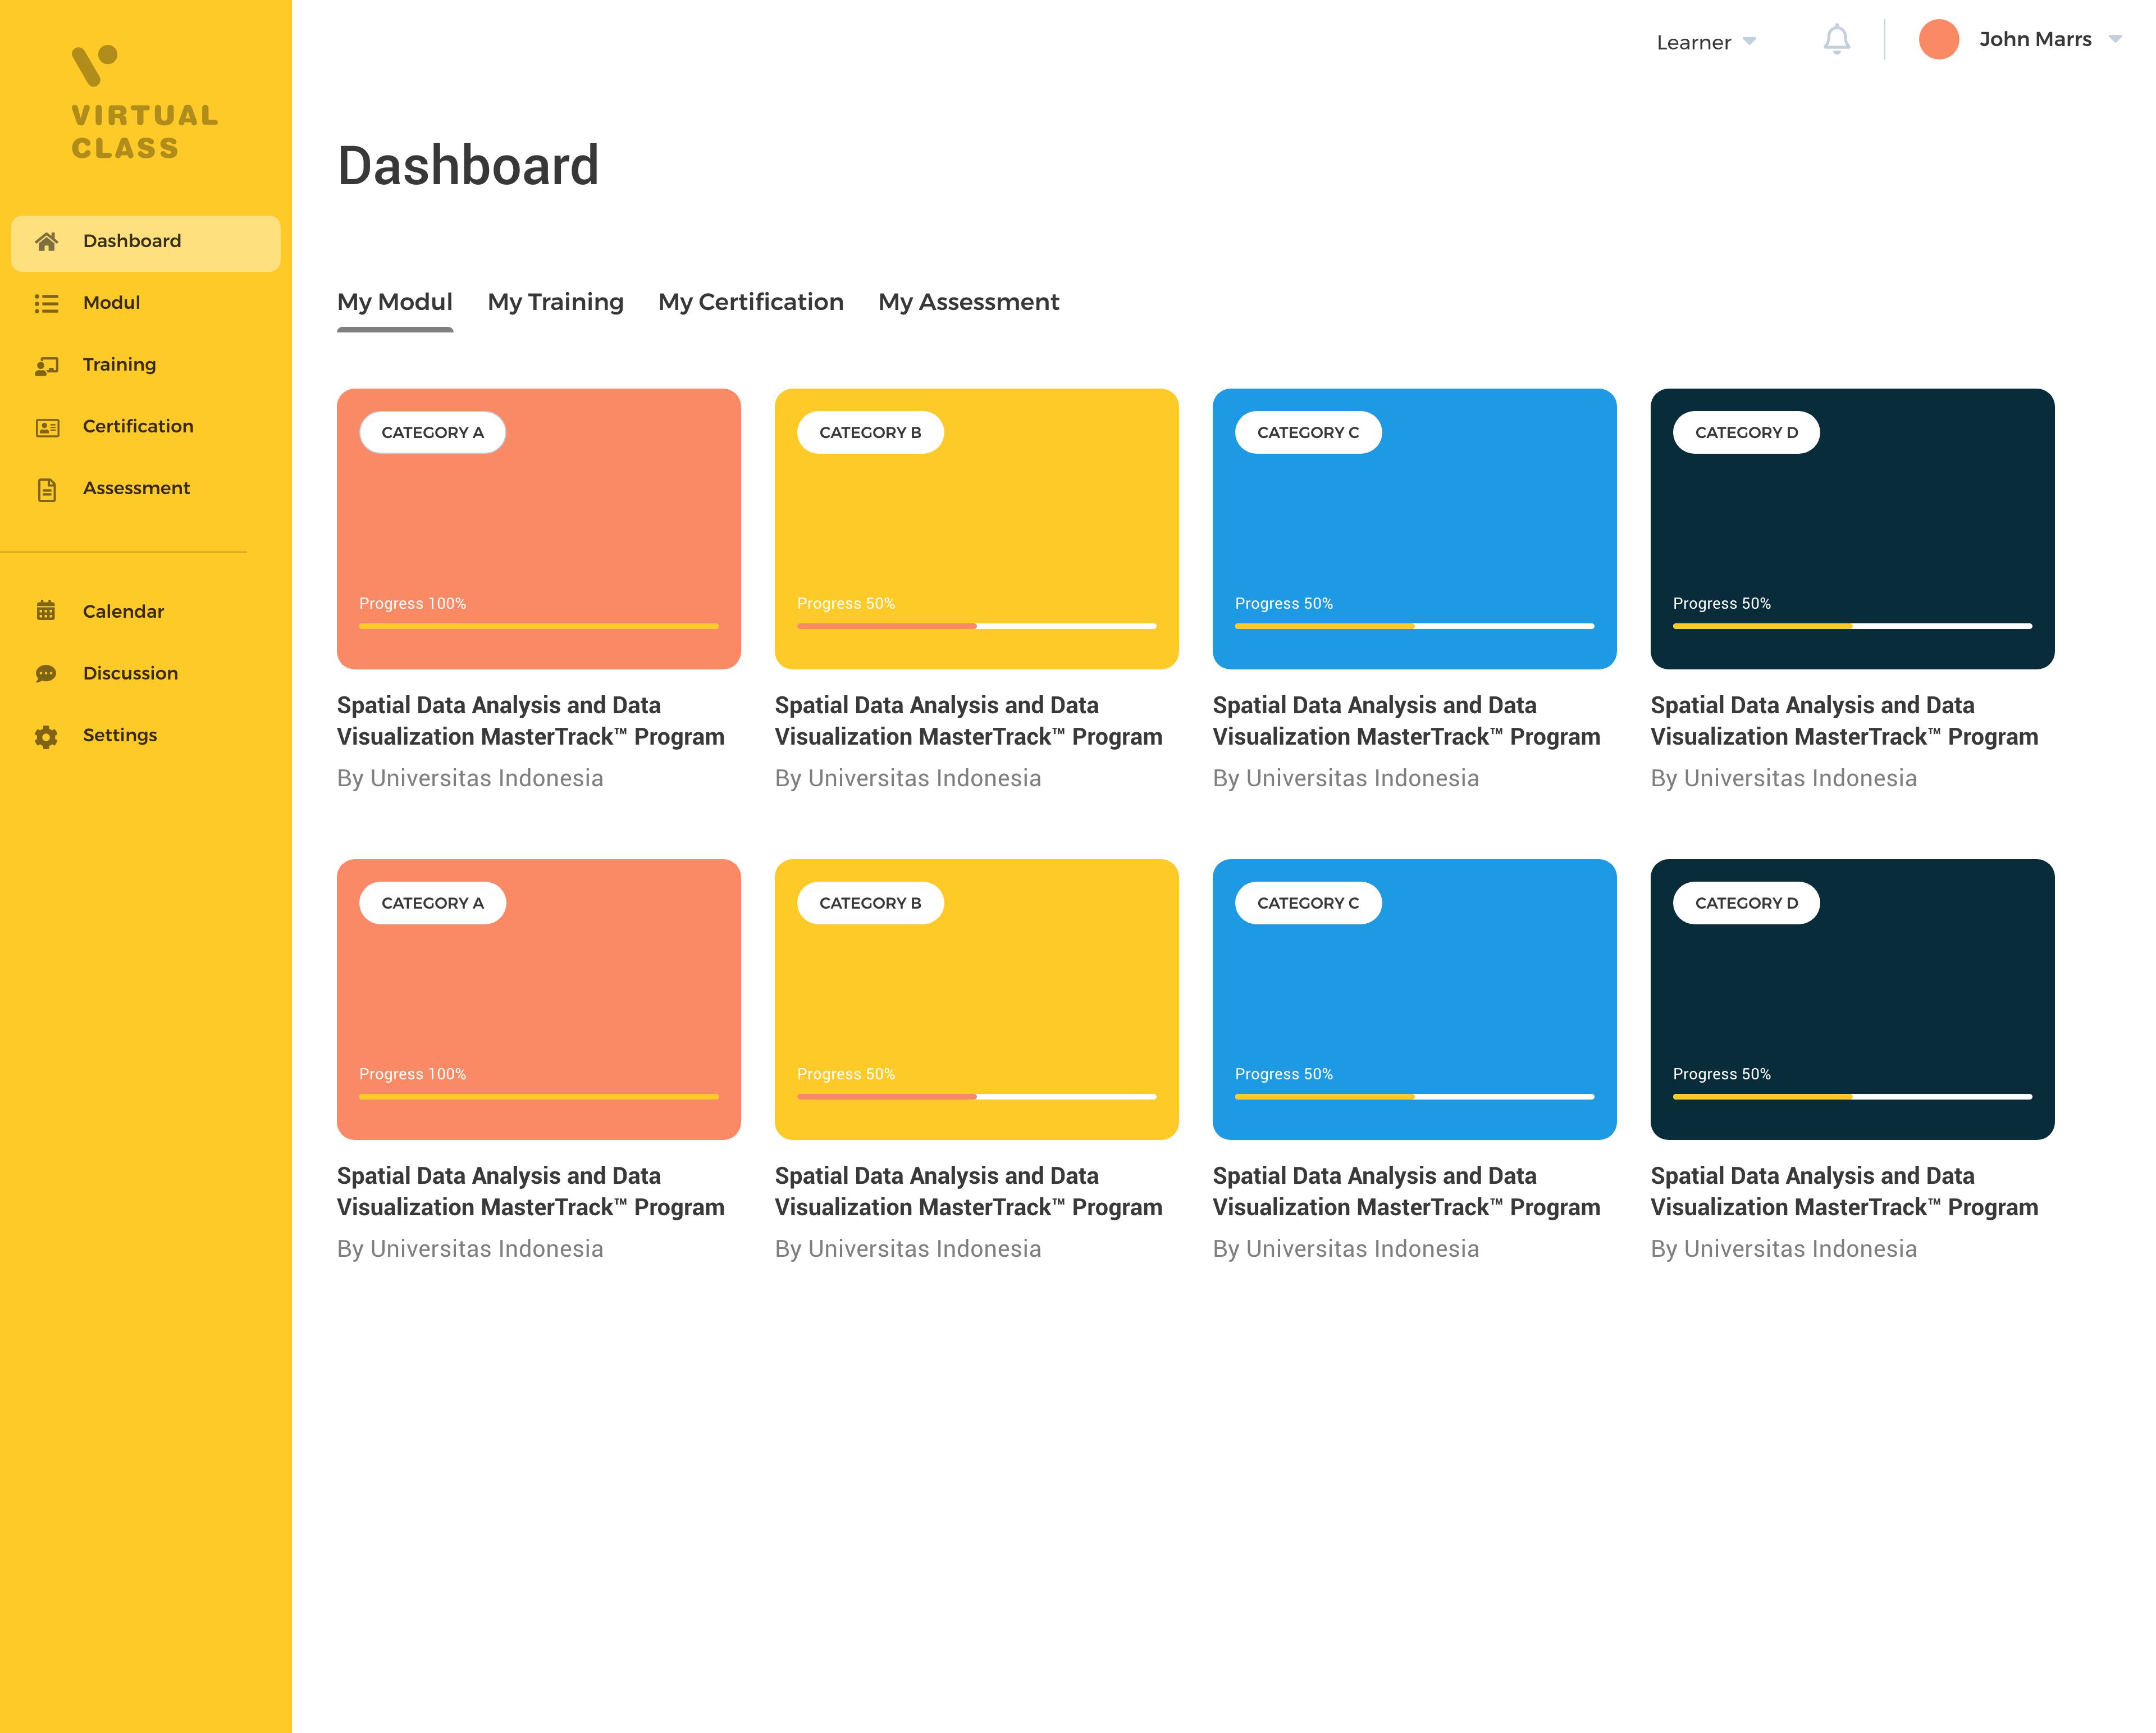 VIRTUAL
CLASS
Dashboard
Modul
Training
Certification
Assessment
Calendar
Discussion
Settings
Learner
John Marrs
Dashboard
My Modul
My Training
My Certification
My Assessment
CATEGORY A
Progress 100%
Spatial Data Analysis and Data
Visualization MasterTrack™ Program
By Universitas Indonesia
CATEGORY B
Progress 50%
Spatial Data Analysis and Data
Visualization MasterTrack™ Program
By Universitas Indonesia
CATEGORY C
Progress 50%
Spatial Data Analysis and Data
Visualization MasterTrack™ Program
By Universitas Indonesia
CATEGORY D
Progress 50%
Spatial Data Analysis and Data
Visualization MasterTrack™ Program
By Universitas Indonesia
CATEGORY A
Progress 100%
Spatial Data Analysis and Data
Visualization MasterTrack™ Program
By Universitas Indonesia
CATEGORY B
Progress 50%
Spatial Data Analysis and Data
Visualization MasterTrack™ Program
By Universitas Indonesia
CATEGORY C
Progress 50%
Spatial Data Analysis and Data
Visualization MasterTrack™ Program
By Universitas Indonesia
CATEGORY D
Progress 50%
Spatial Data Analysis and Data
Visualization MasterTrack™ Program
By Universitas Indonesia